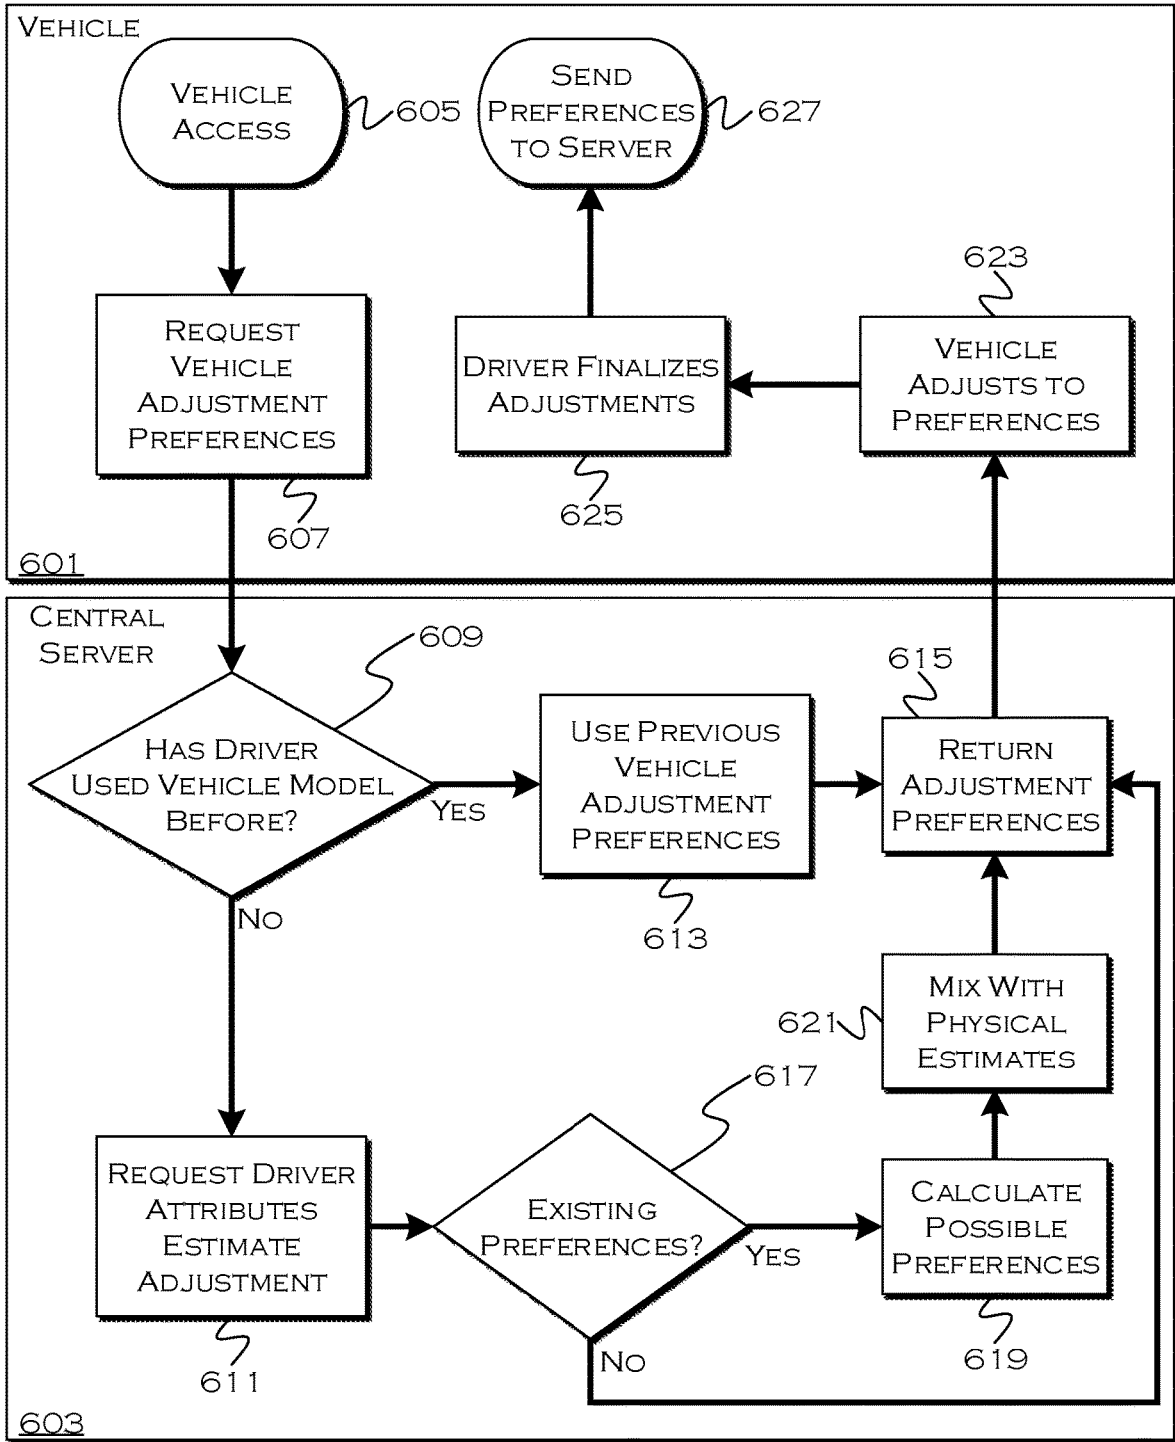 VEHICLE
VEHICLE
ACCESS
605
SEND
PREFERENCES
TO SERVER
627
REQUEST
VEHICLE
ADJUSTMENT
PREFERENCES
607
DRIVER FINALIZES
ADJUSTMENTS
625
623
VEHICLE
ADJUSTS TO
PREFERENCES
601
CENTRAL
SERVER
609
HAS DRIVER
USED VEHICLE MODEL
BEFORE?
YES
NO
USE PREVIOUS
VEHICLE
ADJUSTMENT
PREFERENCES
613
615
RETURN
ADJUSTMENT
PREFERENCES
621
MIX WITH
PHYSICAL
ESTIMATES
REQUEST DRIVER
ATTRIBUTES
ESTIMATE
ADJUSTMENT
611
617
EXISTING
PREFERENCES?
YES
NO
CALCULATE
POSSIBLE
PREFERENCES
619
603